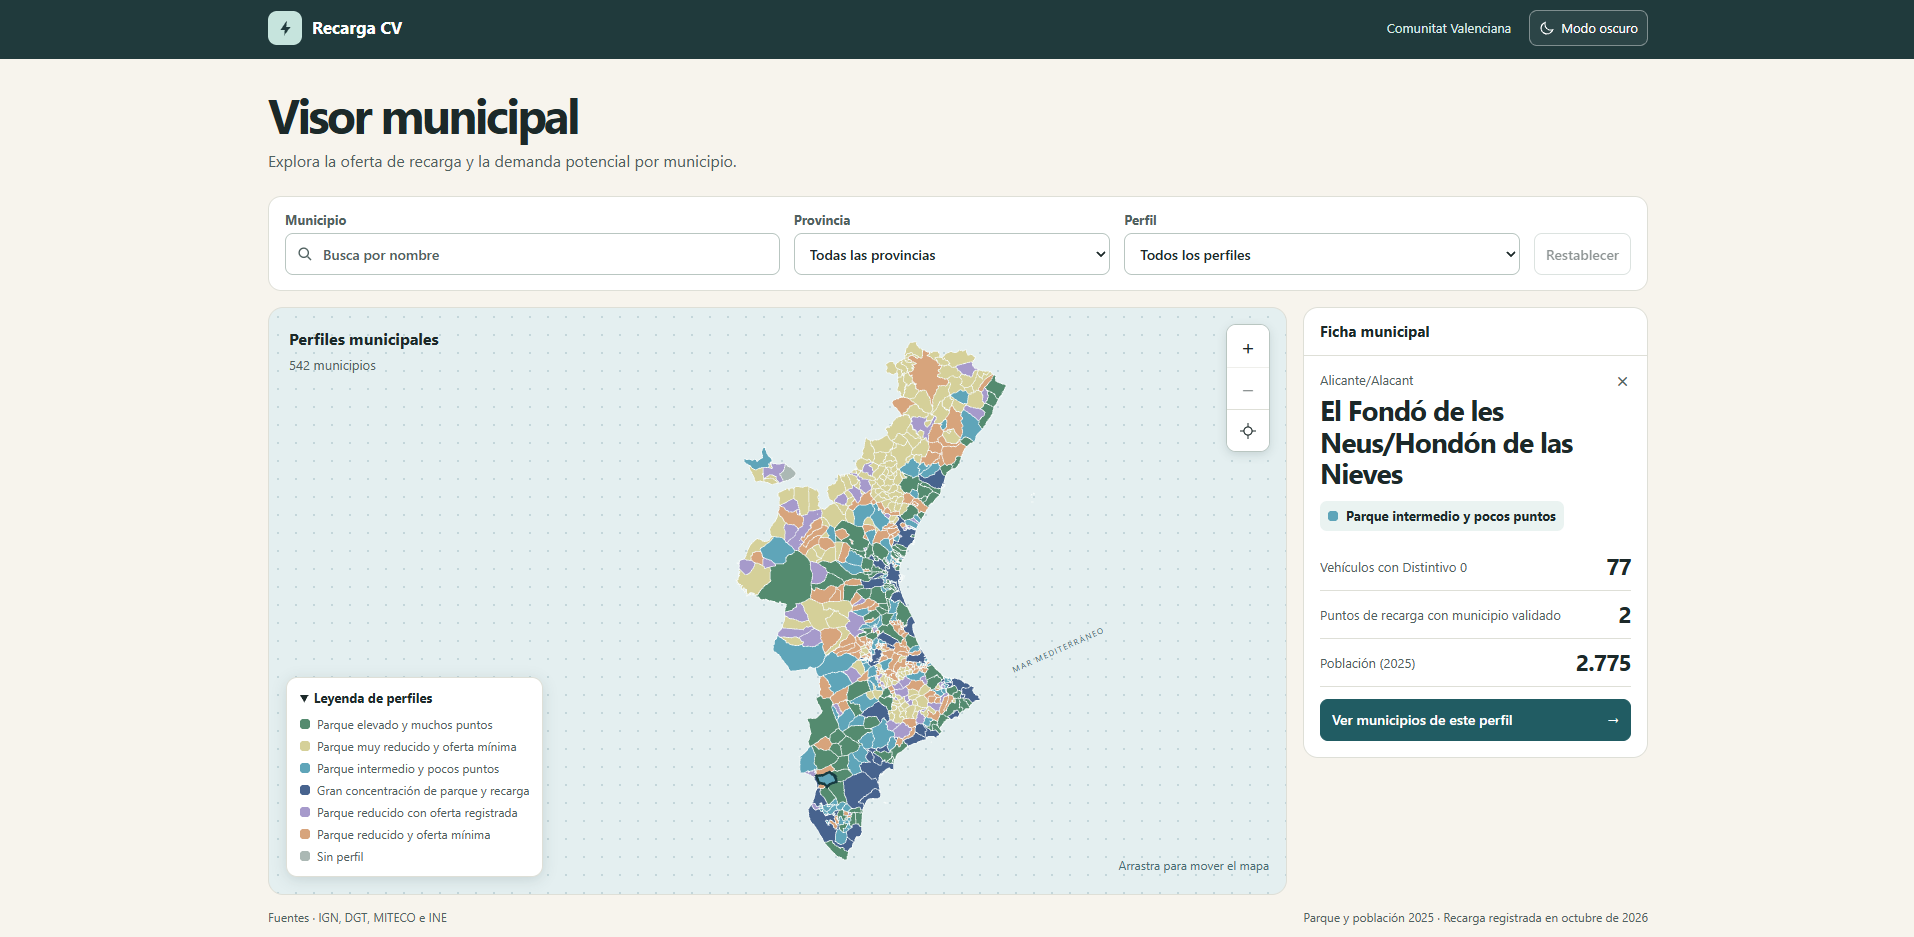 Recarga CV
Comunitat Valenciana
Modo oscuro
Visor municipal
Explora la oferta de recarga y la demanda potencial por municipio.
Municipio
Busca por nombre
Provincia
Todas las provincias
Perfil
Todos los perfiles
Restablecer
Perfiles municipales
542 municipios
+
−
MAR MEDITERRÁNEO
▼ Leyenda de perfiles
Parque elevado y muchos puntos
Parque muy reducido y oferta mínima
Parque intermedio y pocos puntos
Gran concentración de parque y recarga
Parque reducido con oferta registrada
Parque reducido y oferta mínima
Sin perfil
Arrastra para mover el mapa
Ficha municipal
Alicante/Alacant
×
El Fondó de les
Neus/Hondón de las
Nieves
Parque intermedio y pocos puntos
Vehículos con Distintivo 0 77
Puntos de recarga con municipio validado 2
Población (2025) 2.775
Ver municipios de este perfil →
Fuentes · IGN, DGT, MITECO e INE
Parque y población 2025 · Recarga registrada en octubre de 2026